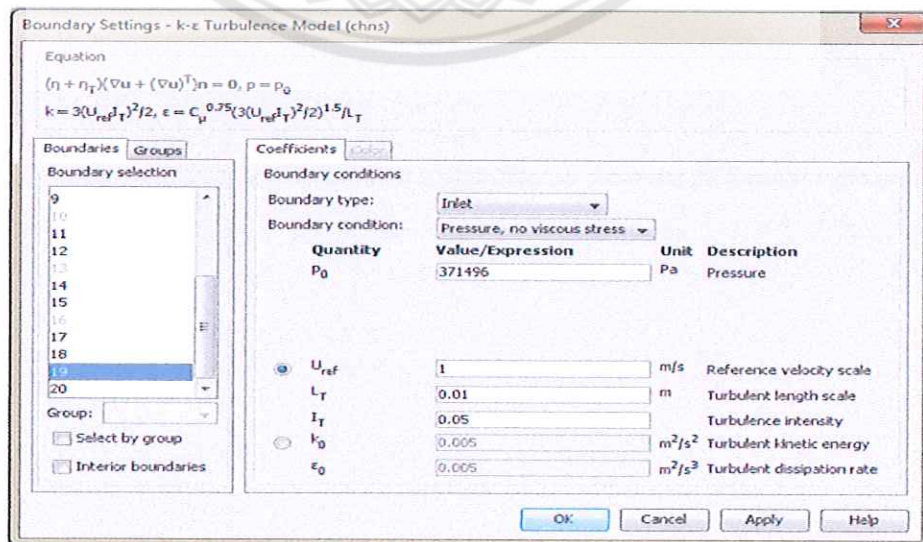 Boundary Settings - k-ε Turbulence Model (chns)
Equation
(η + η_T)(∇u + (∇u)^T)n = 0, p = p_0
k = 3(U_ref I_T)^2/2, ε = C_μ^0.75(3(U_ref I_T)^2/2)^1.5/L_T
Boundaries Groups
Boundary selection
9
10
11
12
13
14
15
16
17
18
19
20
Group:
Select by group
Interior boundaries
Coefficients Color
Boundary conditions
Boundary type: Inlet
Boundary condition: Pressure, no viscous stress
Quantity Value/Expression Unit Description
P_0 371496 Pa Pressure
U_ref 1 m/s Reference velocity scale
L_T 0.01 m Turbulent length scale
I_T 0.05 Turbulence intensity
k_0 0.005 m²/s² Turbulent kinetic energy
ε_0 0.005 m²/s³ Turbulent dissipation rate
OK Cancel Apply Help